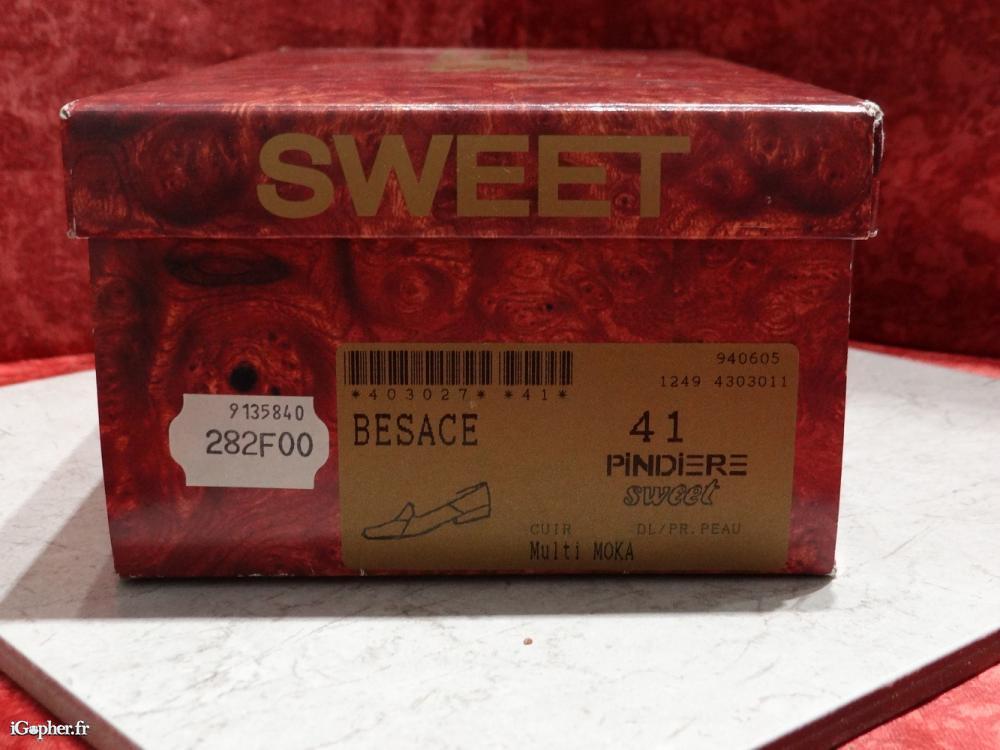 SWEET
9135840
282F00
*403027* *41*
940605
1249 4303011
BESACE
41
PiNDiERE
sweet
CUIR DL/PR.PEAU
Multi MOKA
iGopher.fr